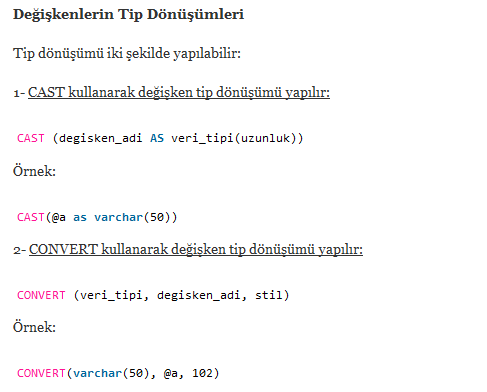 Değişkenlerin Tip Dönüşümleri
Tip dönüşümü iki şekilde yapılabilir:
1- CAST kullanarak değişken tip dönüşümü yapılır:
CAST (degisken_adi AS veri_tipi(uzunluk))
Örnek:
CAST(@a as varchar(50))
2- CONVERT kullanarak değişken tip dönüşümü yapılır:
CONVERT (veri_tipi, degisken_adi, stil)
Örnek:
CONVERT(varchar(50), @a, 102)